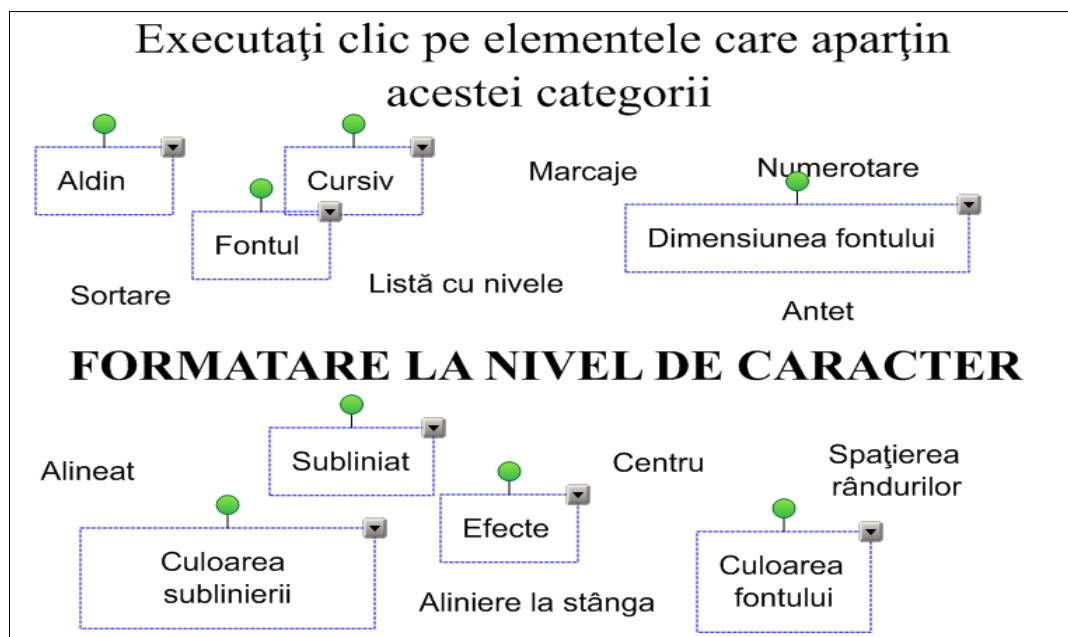 Executaţi clic pe elementele care aparţin
acestei categorii
Aldin
Cursiv
Marcaje
Numerotare
Fontul
Dimensiunea fontului
Sortare
Listă cu nivele
Antet
FORMATARE LA NIVEL DE CARACTER
Alineat
Subliniat
Centru
Spaţierea
rândurilor
Efecte
Culoarea
sublinierii
Aliniere la stânga
Culoarea
fontului